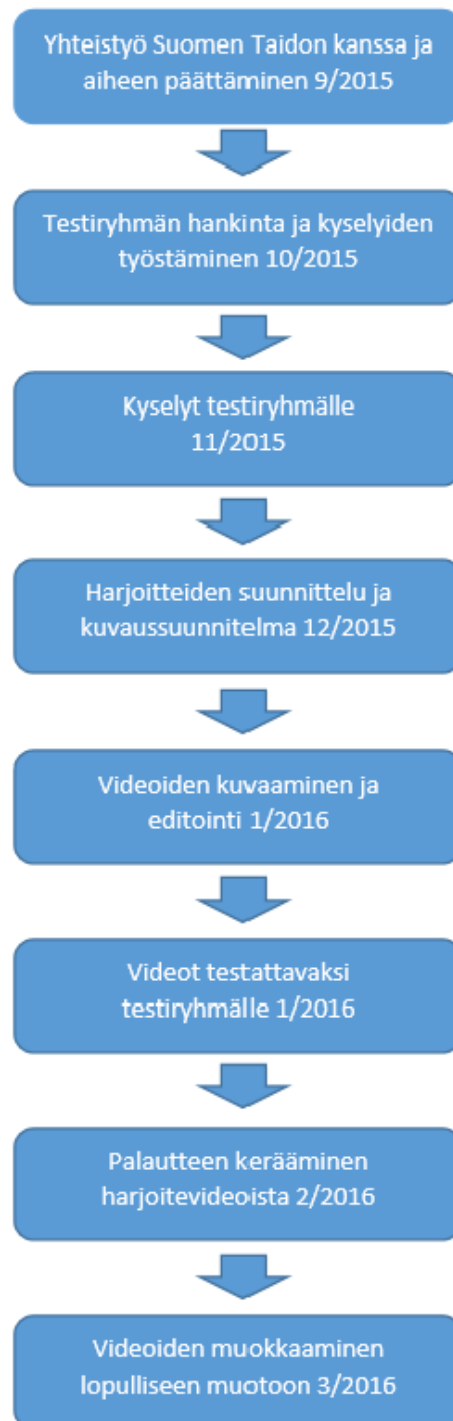 Yhteistyö Suomen Taidon kanssa ja
aiheen päättäminen 9/2015
Testiryhmän hankinta ja kyselyiden
työstäminen 10/2015
Kyselyt testiryhmälle
11/2015
Harjoitteiden suunnittelu ja
kuvaussuunnitelma 12/2015
Videoiden kuvaaminen ja
editointi 1/2016
Videot testattavaksi
testiryhmälle 1/2016
Palautteen kerääminen
harjoitevideoista 2/2016
Videoiden muokkaaminen
lopulliseen muotoon 3/2016